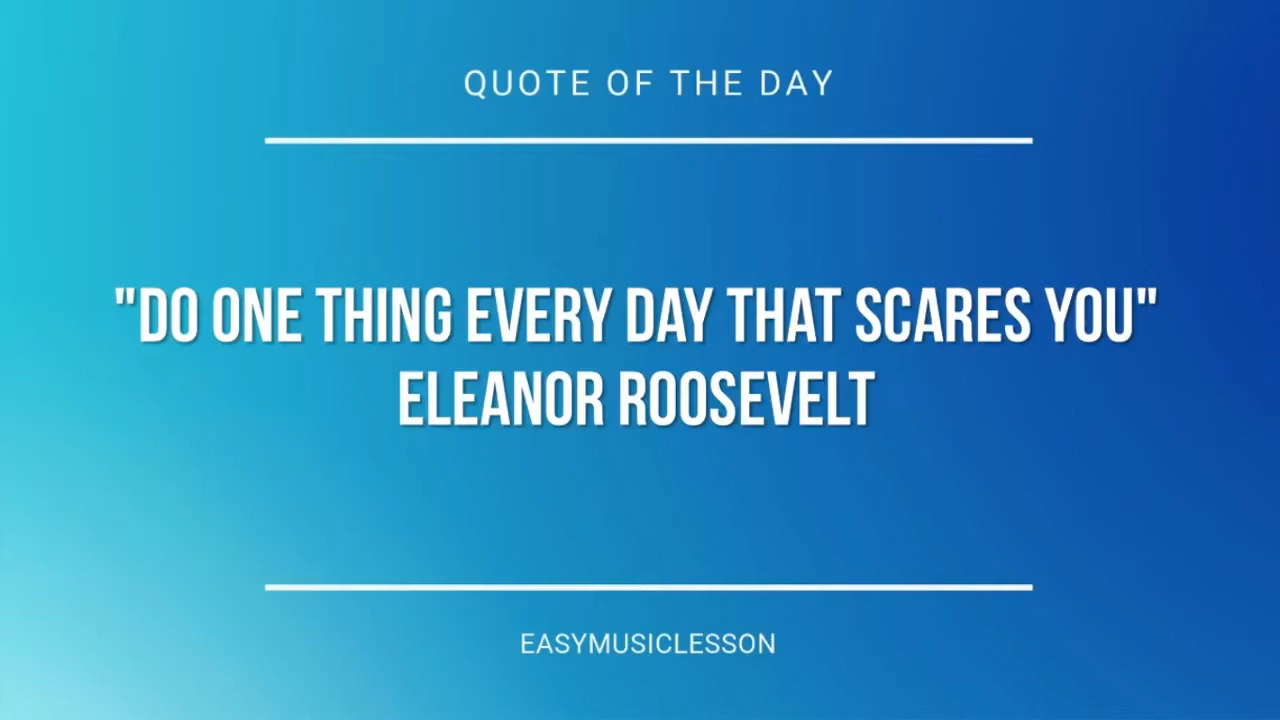 QUOTE OF THE DAY
"DO ONE THING EVERY DAY THAT SCARES YOU"
ELEANOR ROOSEVELT
EASYMUSICLESSON